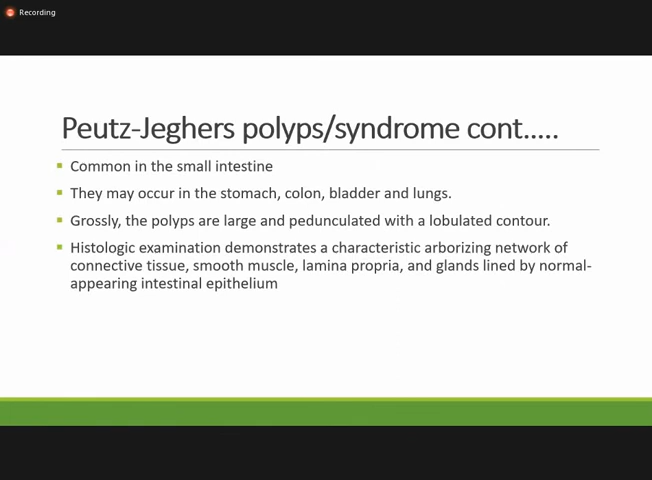 Recording
Peutz-Jeghers polyps/syndrome cont.....
Common in the small intestine
They may occur in the stomach, colon, bladder and lungs.
Grossly, the polyps are large and pedunculated with a lobulated contour.
Histologic examination demonstrates a characteristic arborizing network of
connective tissue, smooth muscle, lamina propria, and glands lined by normal-
appearing intestinal epithelium